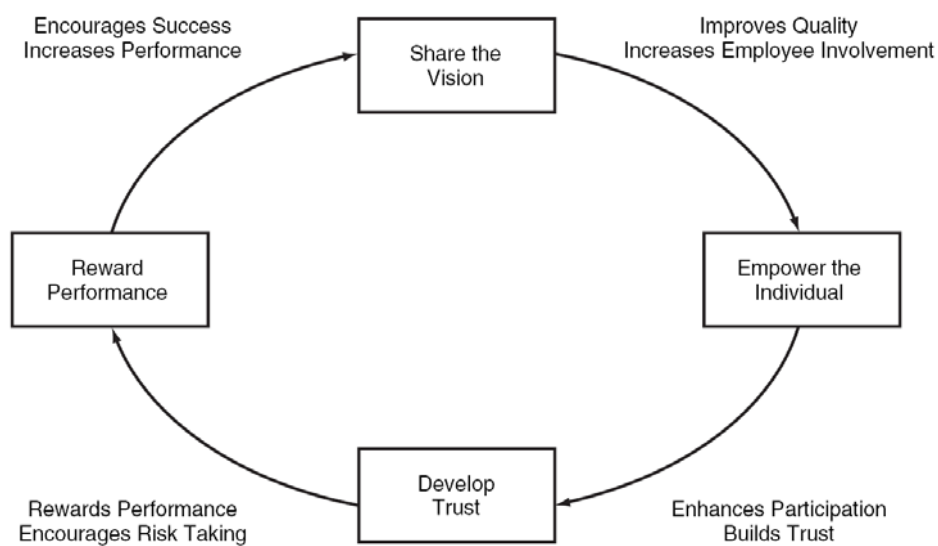 Encourages Success
Increases Performance
Share the
Vision
Improves Quality
Increases Employee Involvement
Reward
Performance
Empower the
Individual
Develop
Trust
Rewards Performance
Encourages Risk Taking
Enhances Participation
Builds Trust